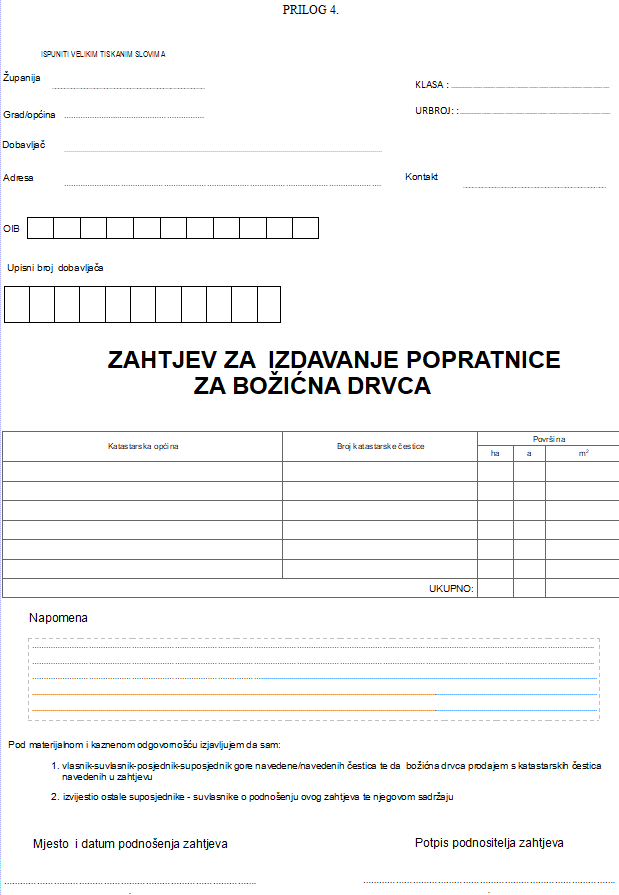 PRILOG 4.
ISPUNITI VELIKIM TISKANIM SLOVIMA
Županija
KLASA :
Grad/općina
URBROJ: :
Dobavljač
Adresa
Kontakt
OIB
Upisni broj dobavljača
ZAHTJEV ZA IZDAVANJE POPRATNICE
ZA BOŽIĆNA DRVCA
Katastarska općina
Broj katastarske čestice
Površina
ha
a
m²
UKUPNO:
Napomena
Pod materijalnom i kaznenom odgovornošću izjavljujem da sam:
1. vlasnik-suvlasnik-posjednik-suposjednik gore navedene/navedenih čestica te da božićna drvca prodajem s katastarskih čestica
navedenih u zahtjevu
2. izvijestio ostale suposjednike - suvlasnike o podnošenju ovog zahtjeva te njegovom sadržaju
Mjesto i datum podnošenja zahtjeva
Potpis podnositelja zahtjeva